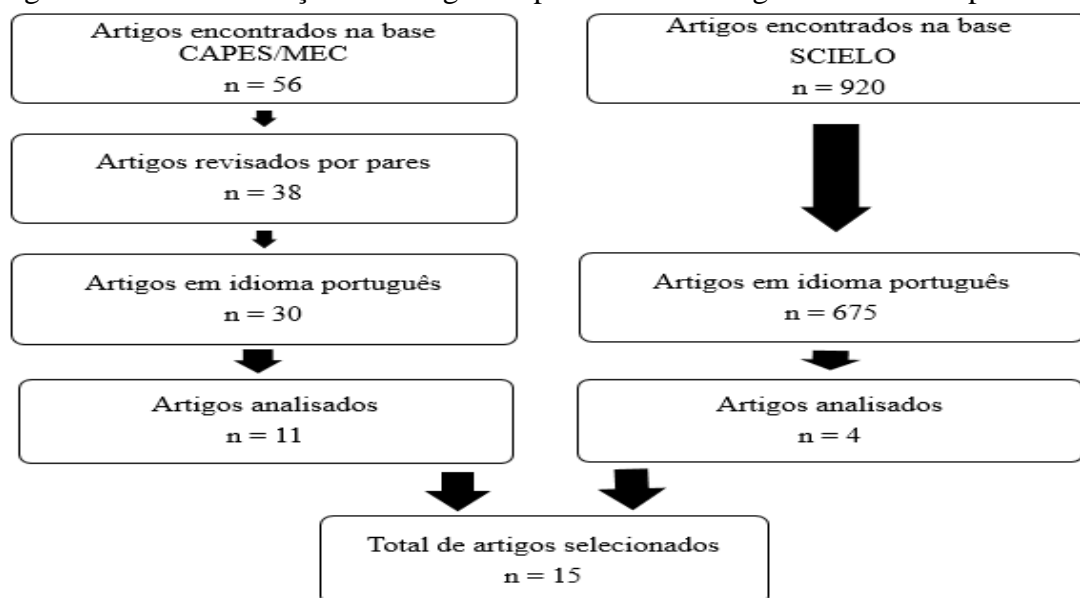 Artigos encontrados na base
CAPES/MEC
n = 56
Artigos revisados por pares
n = 38
Artigos em idioma português
n = 30
Artigos analisados
n = 11
Artigos encontrados na base
SCIELO
n = 920
Artigos em idioma português
n = 675
Artigos analisados
n = 4
Total de artigos selecionados
n = 15